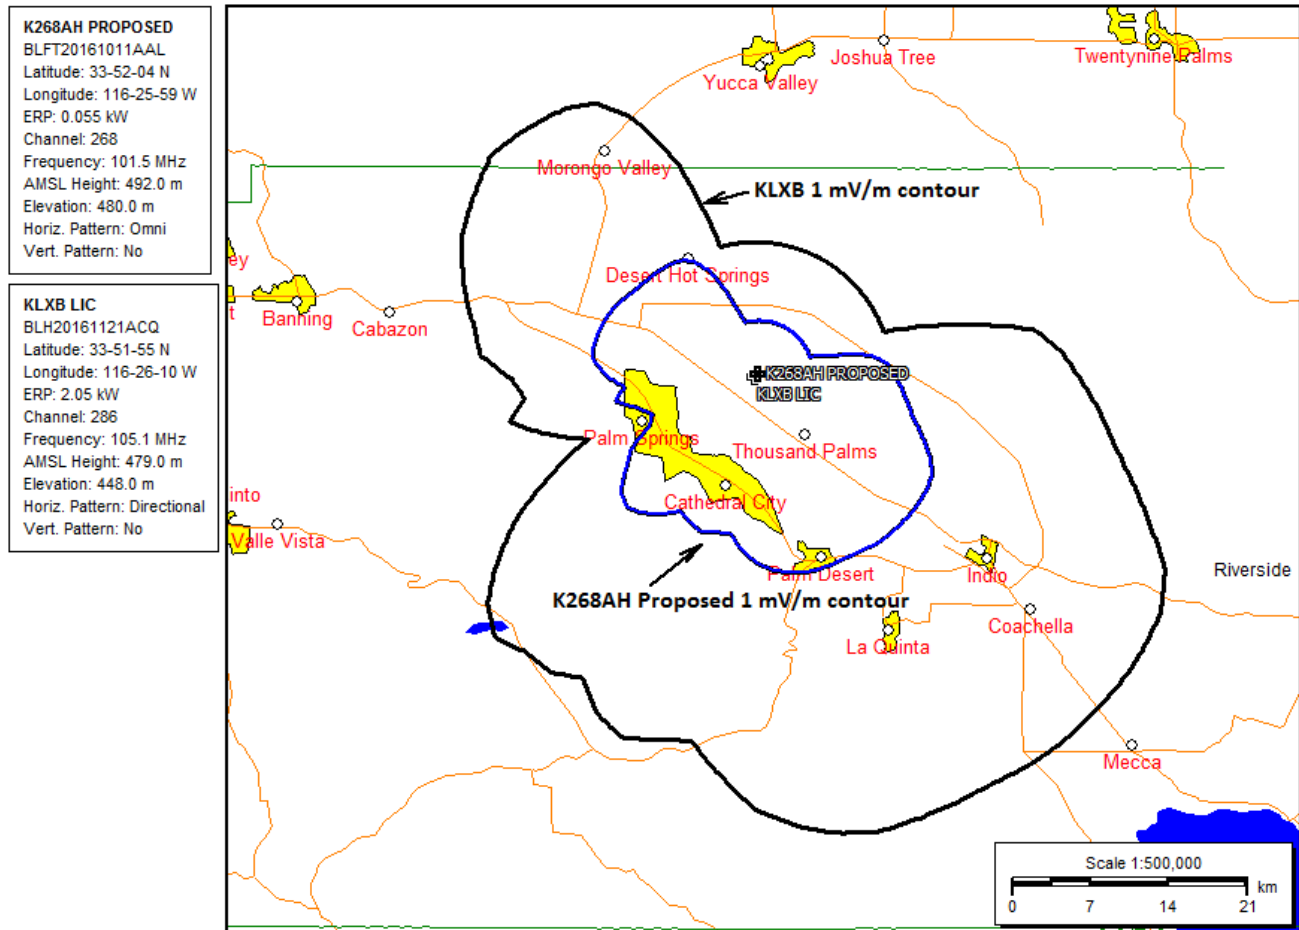 K268AH PROPOSED
BLFT20161011AAL
Latitude: 33-52-04 N
Longitude: 116-25-59 W
ERP: 0.055 kW
Channel: 268
Frequency: 101.5 MHz
AMSL Height: 492.0 m
Elevation: 480.0 m
Horiz. Pattern: Omni
Vert. Pattern: No
KLXB LIC
BLH20161121ACQ
Latitude: 33-51-55 N
Longitude: 116-26-10 W
ERP: 2.05 kW
Channel: 286
Frequency: 105.1 MHz
AMSL Height: 479.0 m
Elevation: 448.0 m
Horiz. Pattern: Directional
Vert. Pattern: No
Joshua Tree
Twentynine Palms
Yucca Valley
Morongo Valley
KLXB 1 mV/m contour
ey
Desert Hot Springs
t
Banning
Cabazon
K268AH PROPOSED
KLXB LIC
Palm Springs
Thousand Palms
into
Cathedral City
Valle Vista
Palm Desert
Indio
Riverside
K268AH Proposed 1 mV/m contour
Coachella
La Quinta
Mecca
Scale 1:500,000
km
0 7 14 21